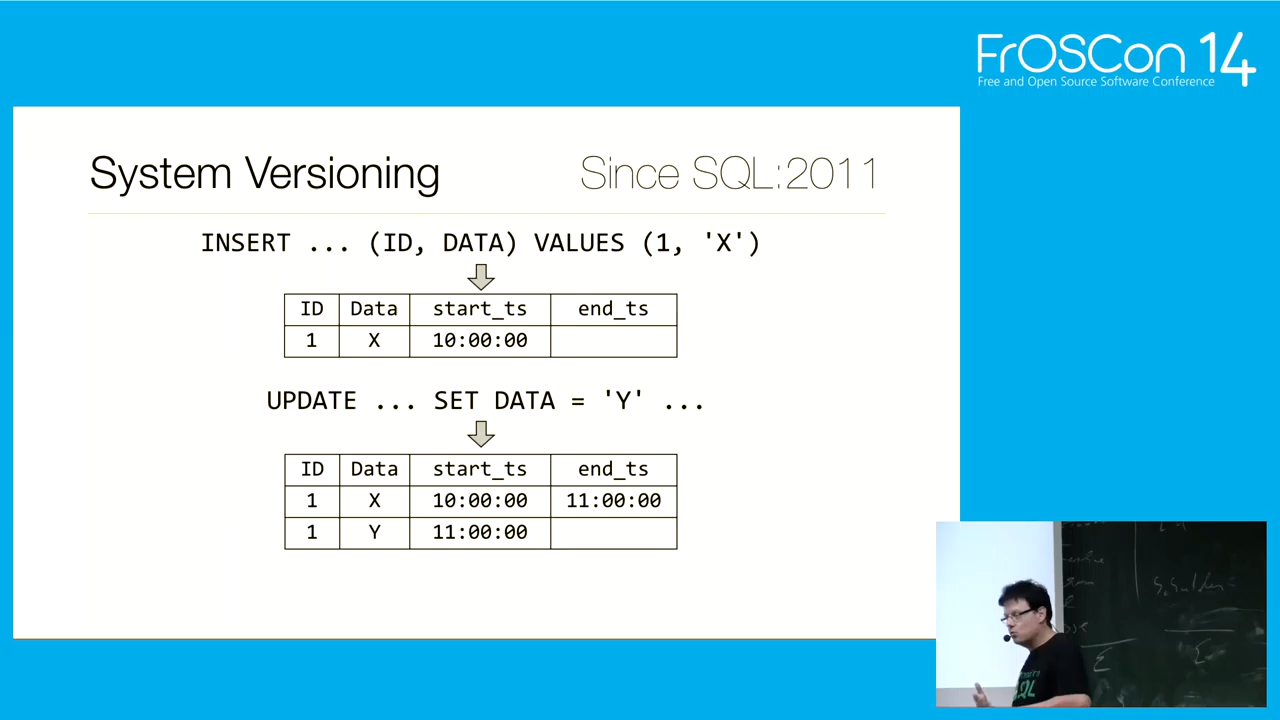 FrOSCon 14
Free and Open Source Software Conference
System Versioning Since SQL:2011
INSERT ... (ID, DATA) VALUES (1, 'X')
ID Data start_ts end_ts
1 X 10:00:00
UPDATE ... SET DATA = 'Y' ...
ID Data start_ts end_ts
1 X 10:00:00 11:00:00
1 Y 11:00:00
SQL